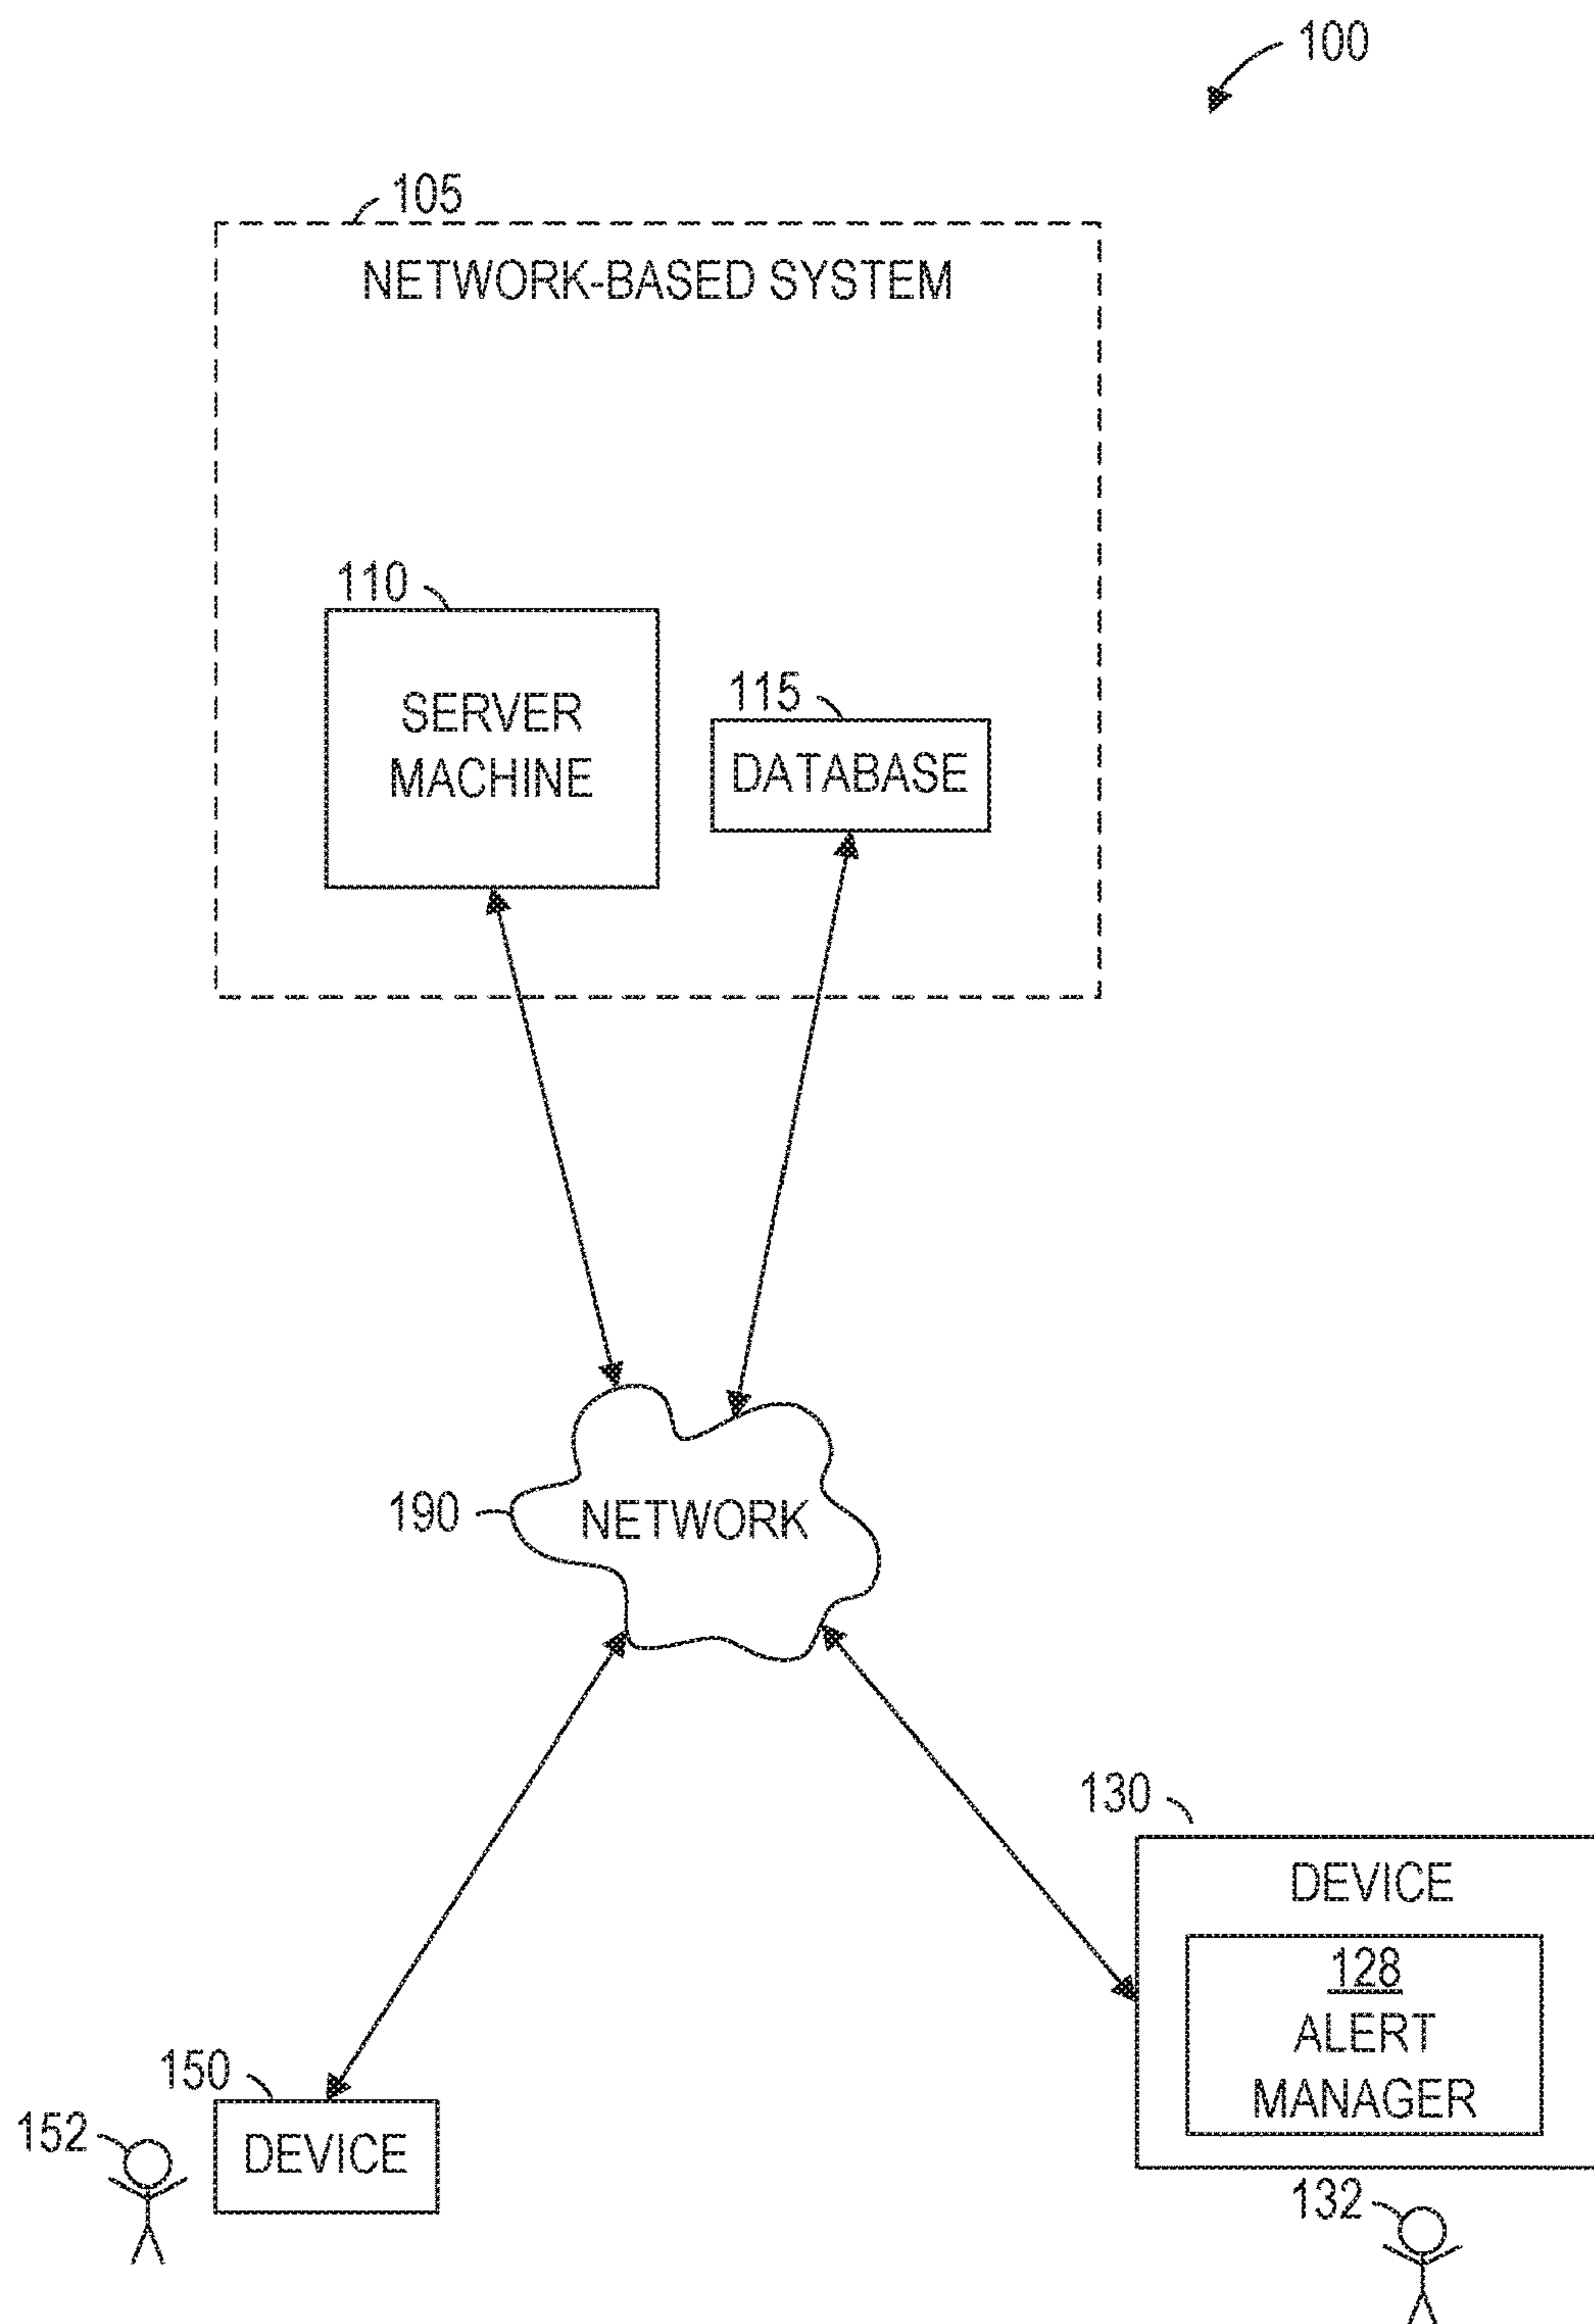 100
105
NETWORK-BASED SYSTEM
110
SERVER
MACHINE
115
DATABASE
190
NETWORK
130
DEVICE
128
ALERT
MANAGER
150
DEVICE
152
132